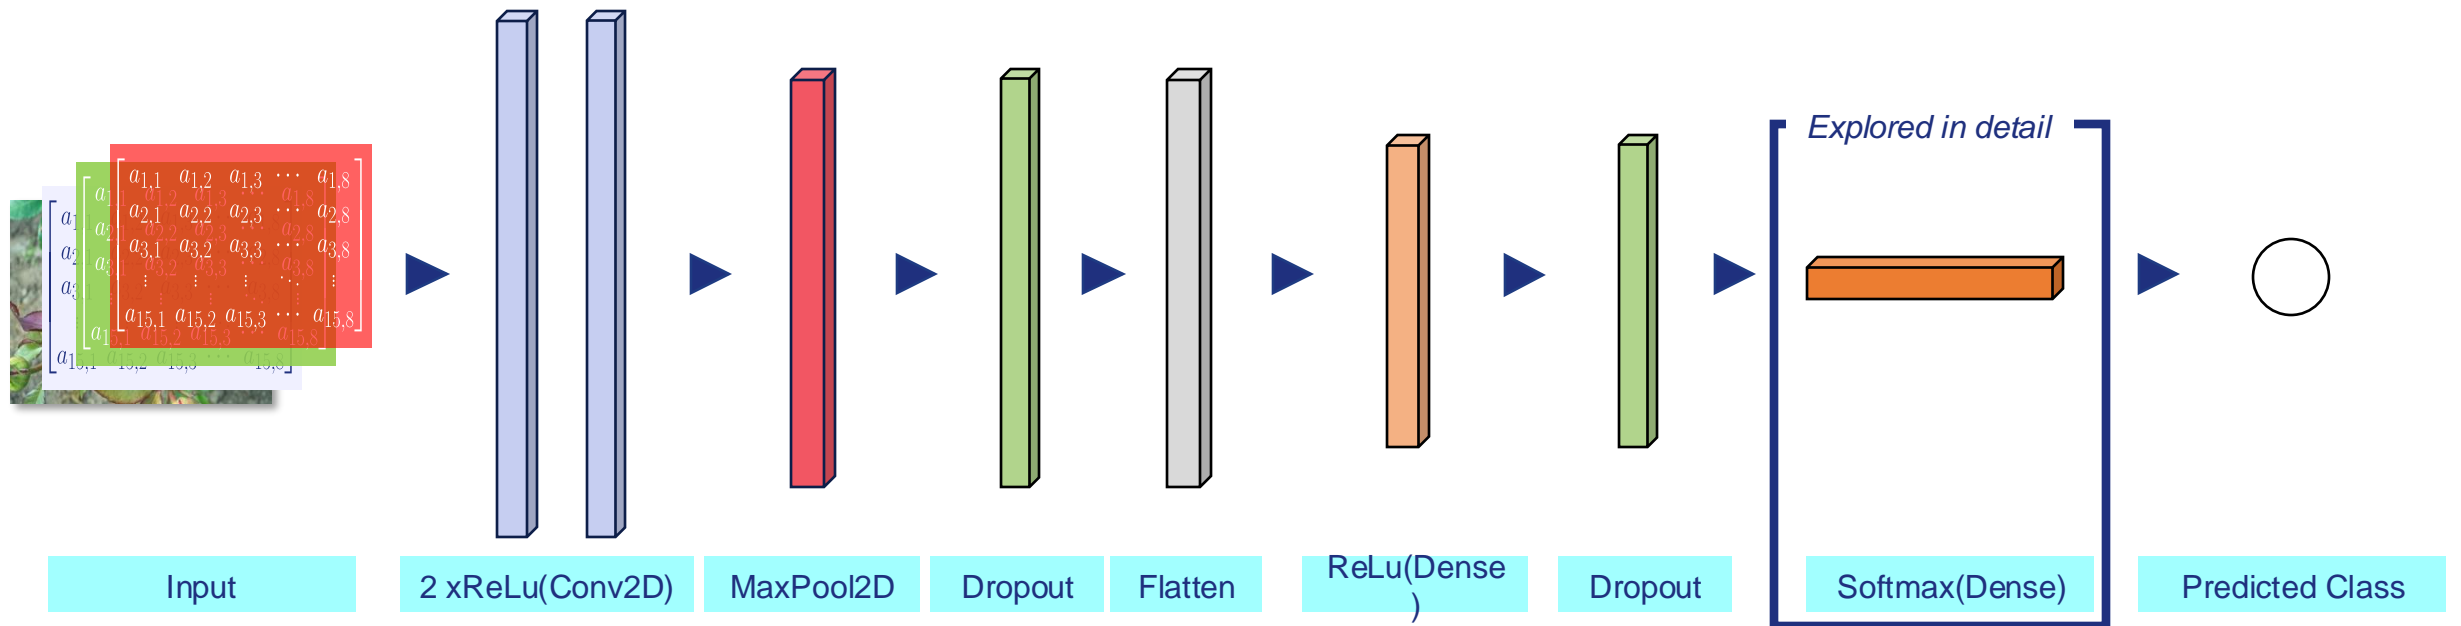 Explored in detail
a1,1 a1,2 a1,3 ⋯ a1,8
a2,1 a2,2 a2,3 ⋯ a2,8
a3,1 a3,2 a3,3 ⋯ a3,8
⋮ ⋮ ⋮ ⋱ ⋮
a15,1 a15,2 a15,3 ⋯ a15,8
Input
2 xReLu(Conv2D)
MaxPool2D
Dropout
Flatten
ReLu(Dense
)
Dropout
Softmax(Dense)
Predicted Class